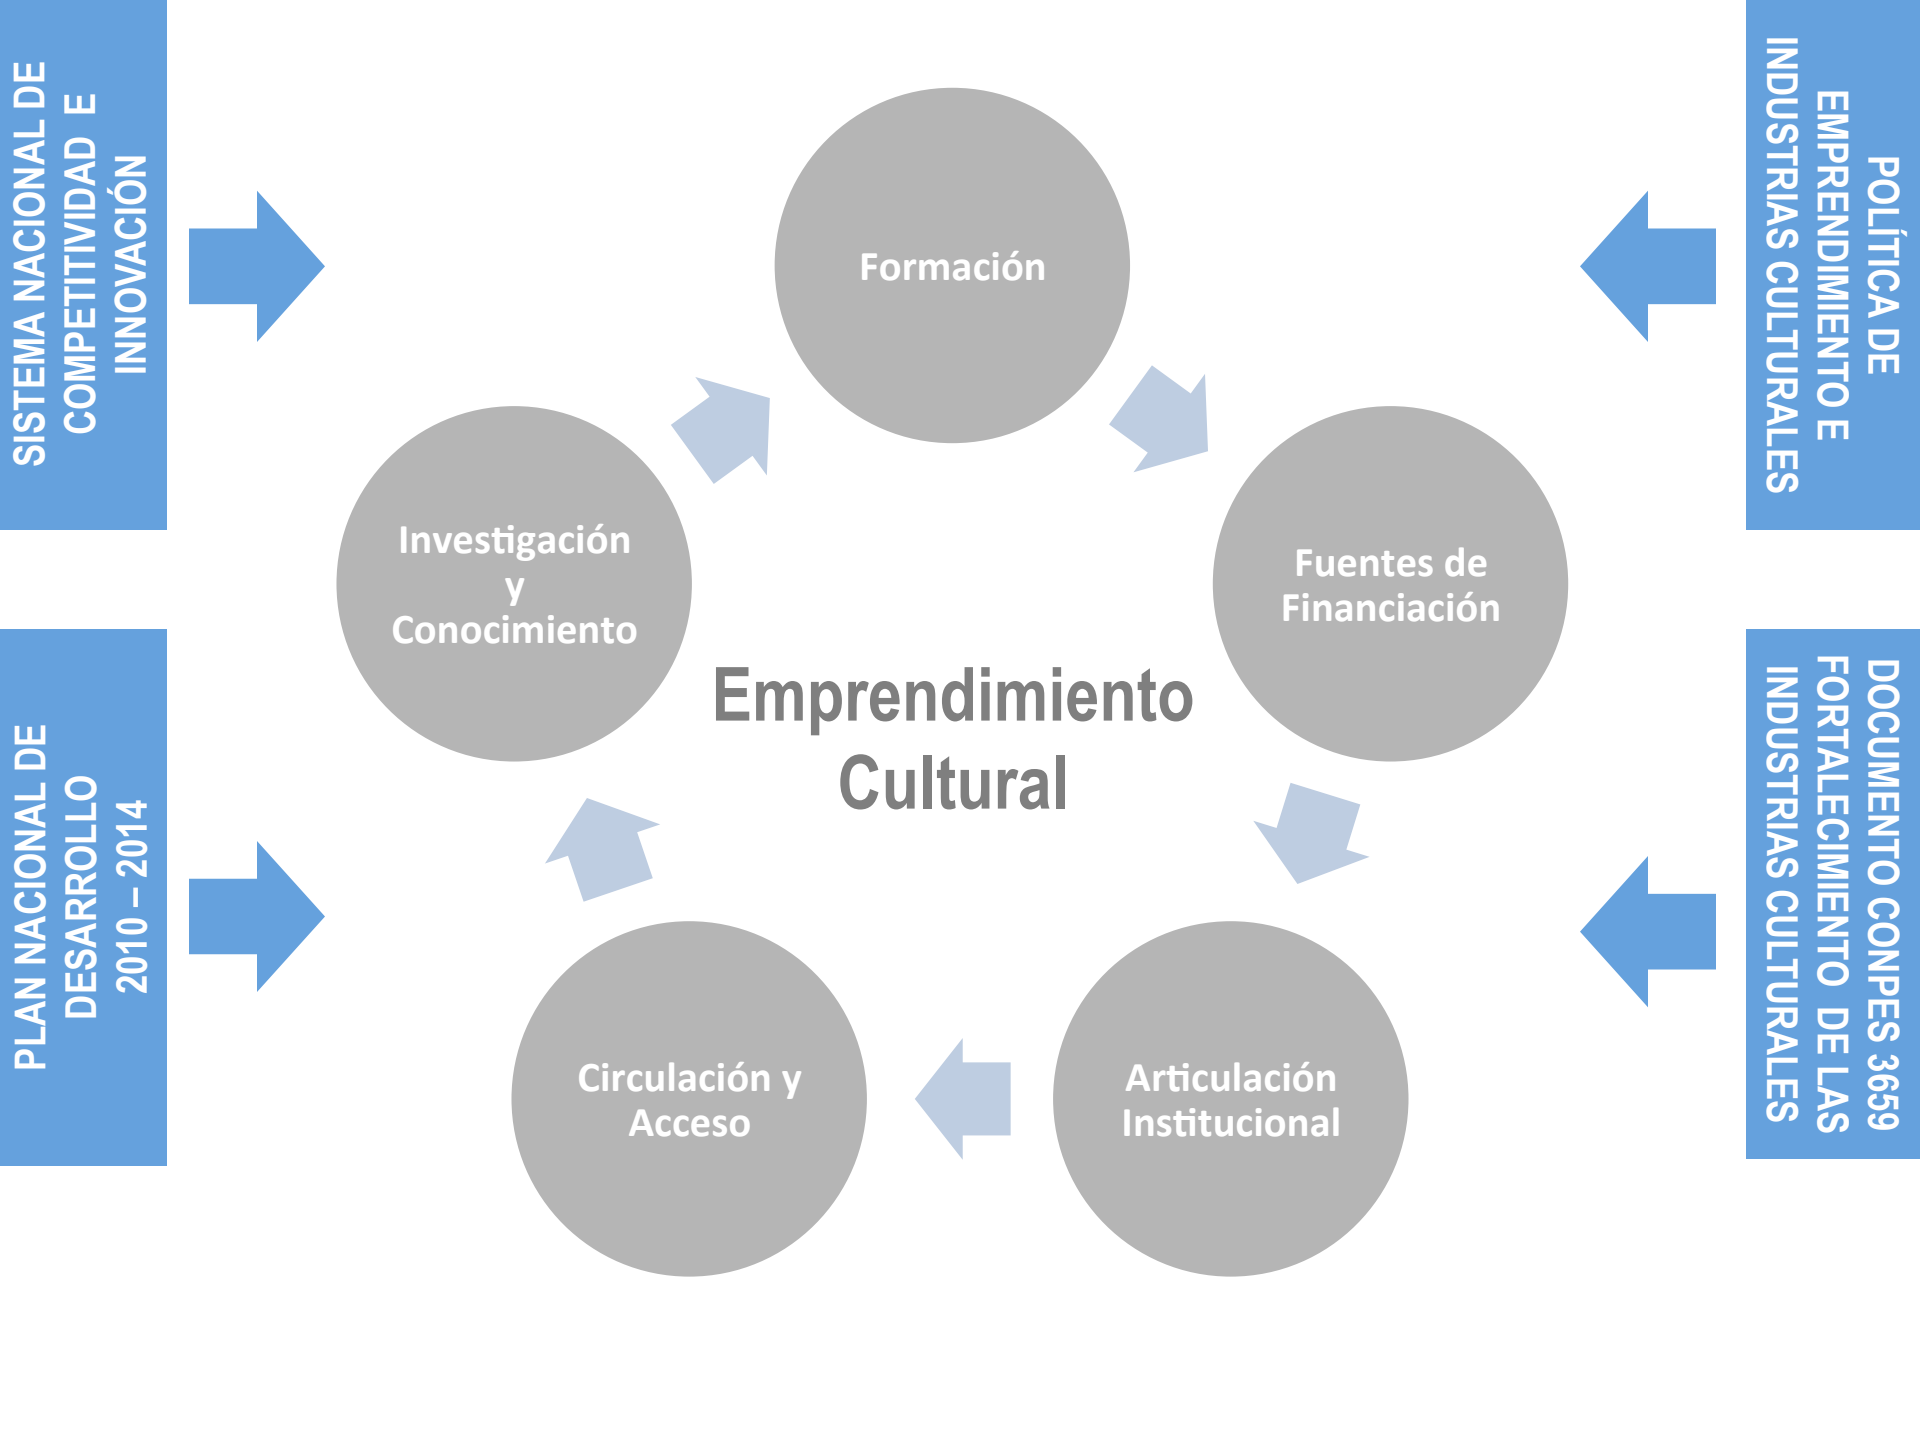 SISTEMA NACIONAL DE
COMPETITIVIDAD E
INNOVACIÓN
PLAN NACIONAL DE
DESARROLLO
2010 – 2014
Formación
Fuentes de
Financiación
Articulación
Institucional
Circulación y
Acceso
Investigación
y
Conocimiento
Emprendimiento
Cultural
POLÍTICA DE
EMPRENDIMIENTO E
INDUSTRIAS CULTURALES
DOCUMENTO CONPES 3659
FORTALECIMIENTO DE LAS
INDUSTRIAS CULTURALES